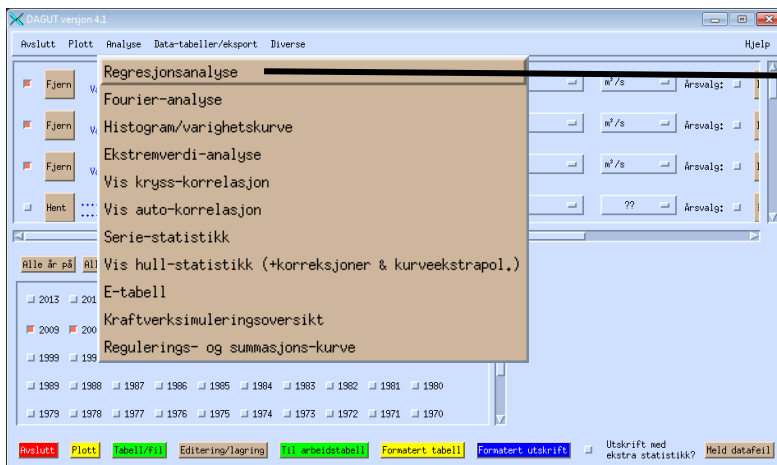 DAGUT versjon 4.1
Avslutt Plott Analyse Data-tabeller/eksport Diverse Hjelp
Regresjonsanalyse
Fourier-analyse
Histogram/varighetskurve
Ekstremverdi-analyse
Vis kryss-korrelasjon
Vis auto-korrelasjon
Serie-statistikk
Vis hull-statistikk (+korreksjoner & kurveekstrapol.)
E-tabell
Kraftverksimuleringsoversikt
Regulerings- og summasjons-kurve
Fjern m³/s Årsvalg:
Fjern m³/s Årsvalg:
Fjern m³/s Årsvalg:
Hent ?? Årsvalg:
Alle år på
2013
2009
1999
1989 1988 1987 1986 1985 1984 1983 1982 1981 1980
1979 1978 1977 1976 1975 1974 1973 1972 1971 1970
Avslutt Plott Tabell/fil Editering/lagring Til arbeidstabell Formatert tabell Formatert utskrift Utskrift med
ekstra statistikk? Meld datafeil